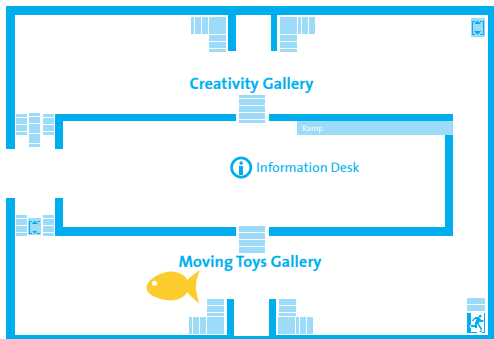 Creativity Gallery
Ramp
Information Desk
Moving Toys Gallery